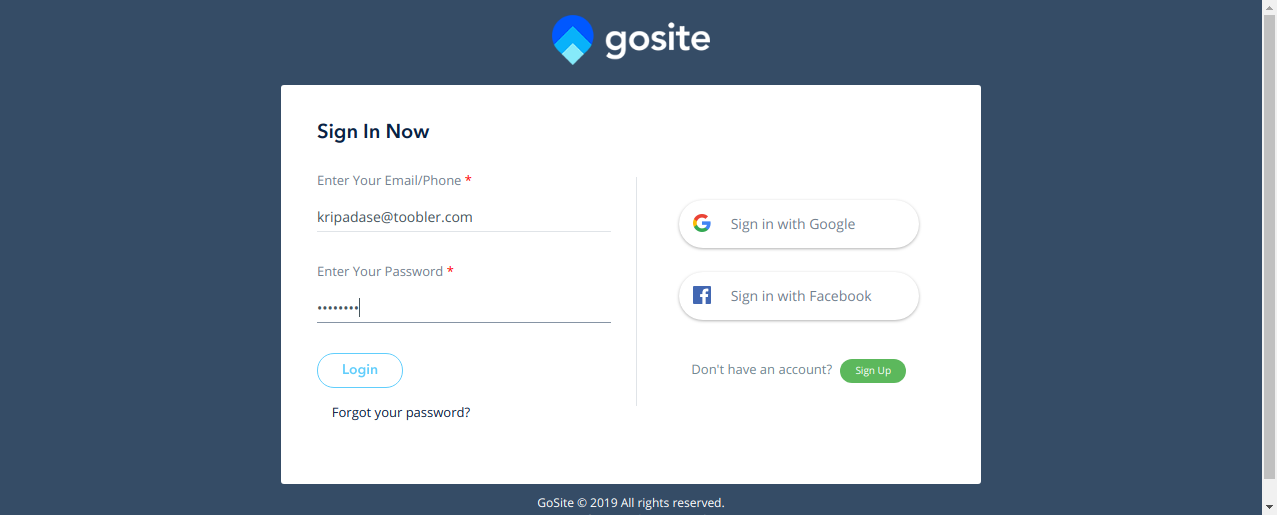 gosite
Sign In Now
Enter Your Email/Phone *
kripadase@toobler.com
Enter Your Password *
••••••••
Login
Forgot your password?
Sign in with Google
Sign in with Facebook
Don't have an account? Sign Up
GoSite © 2019 All rights reserved.